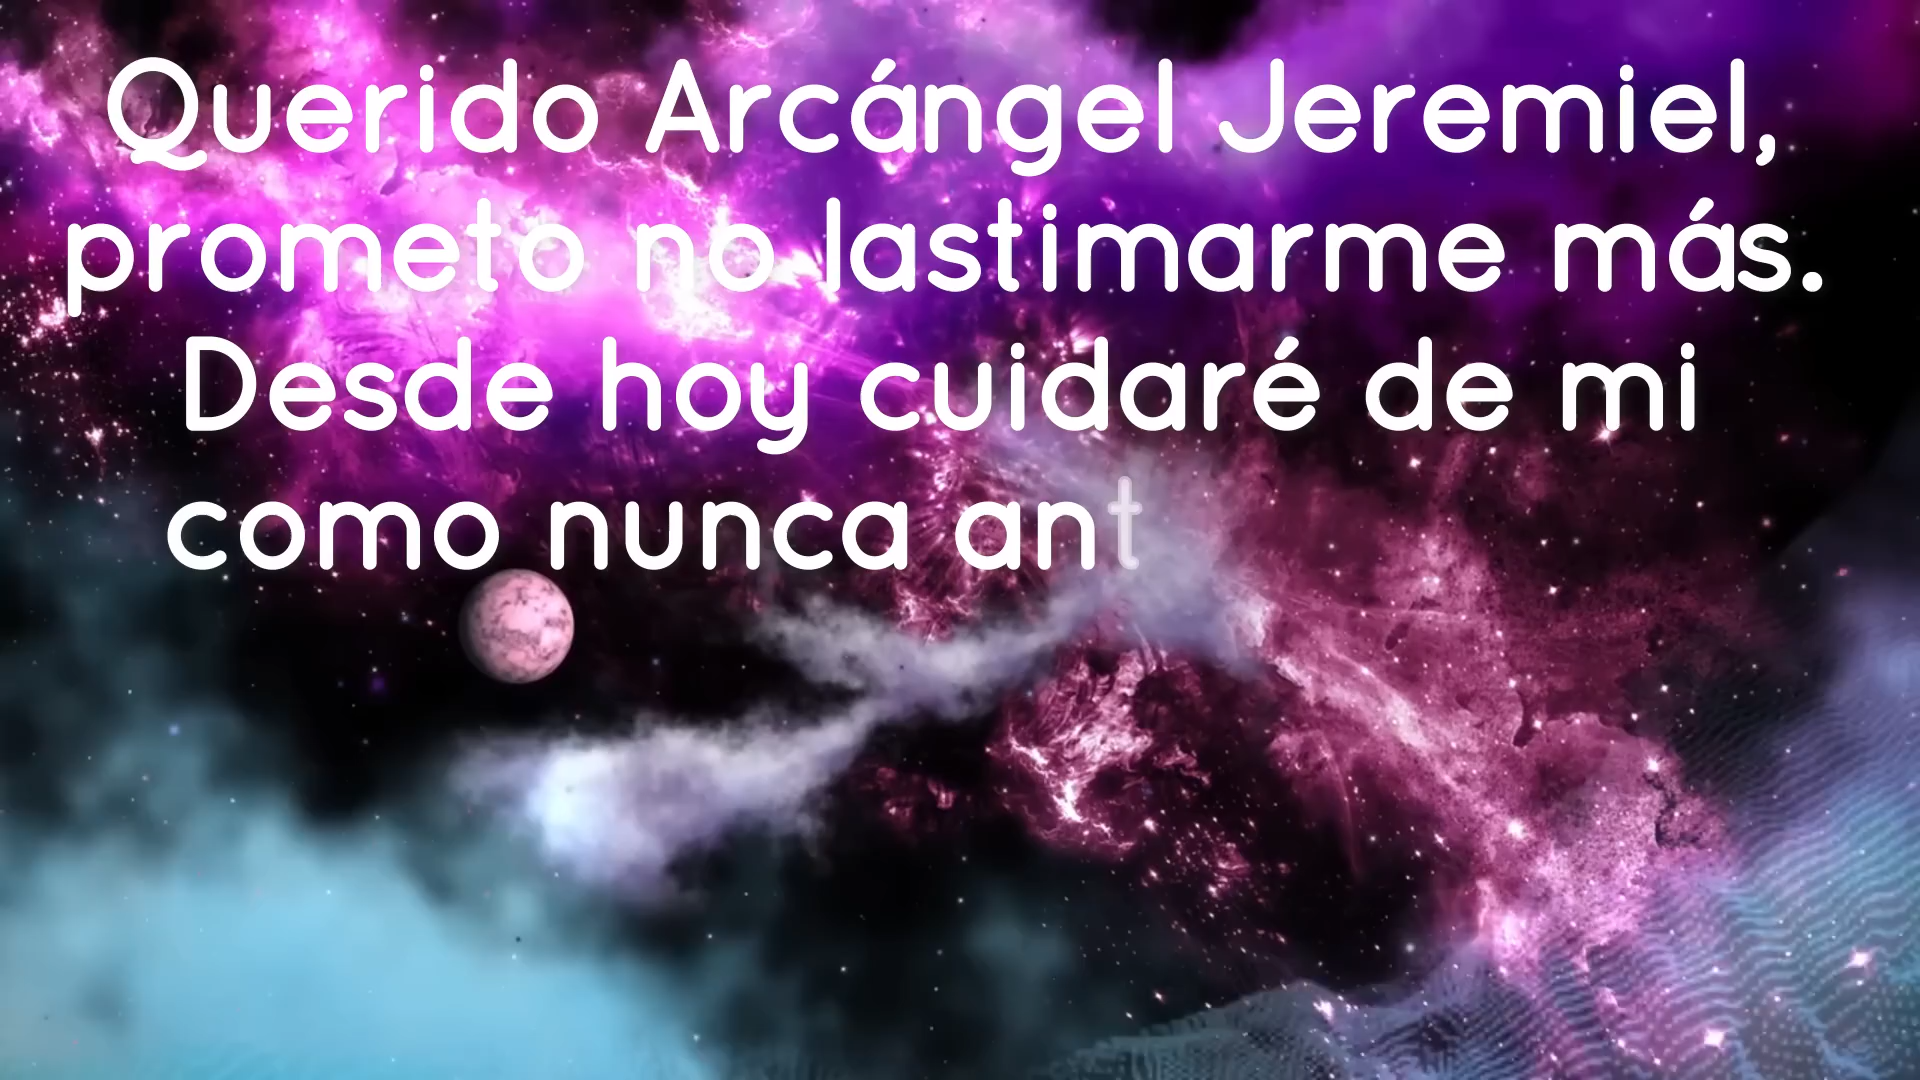 Querido Arcángel Jeremiel,
prometo no lastimarme más.
Desde hoy cuidaré de mi
como nunca ant